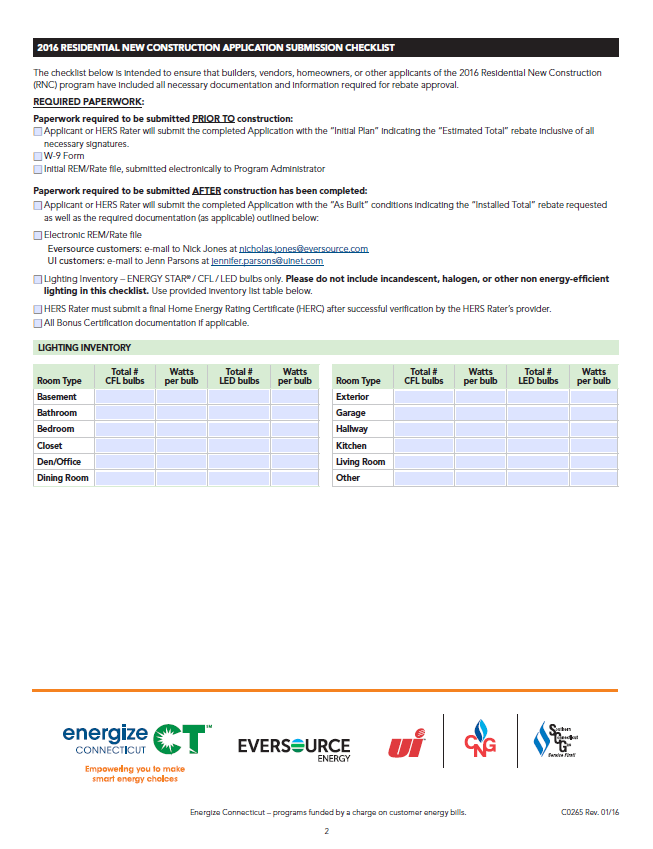 2016 RESIDENTIAL NEW CONSTRUCTION APPLICATION SUBMISSION CHECKLIST
The checklist below is intended to ensure that builders, vendors, homeowners, or other applicants of the 2016 Residential New Construction
(RNC) program have included all necessary documentation and information required for rebate approval.
REQUIRED PAPERWORK:
Paperwork required to be submitted PRIOR TO construction:
Applicant or HERS Rater will submit the completed Application with the "Initial Plan" indicating the "Estimated Total" rebate inclusive of all
necessary signatures.
W-9 Form
Initial REM/Rate file, submitted electronically to Program Administrator
Paperwork required to be submitted AFTER construction has been completed:
Applicant or HERS Rater will submit the completed Application with the "As Built" conditions indicating the "Installed Total" rebate requested
as well as the required documentation (as applicable) outlined below:
Electronic REM/Rate file
Eversource customers: e-mail to Nick Jones at nicholas.jones@eversource.com
UI customers: e-mail to Jenn Parsons at jennifer.parsons@uinet.com
Lighting Inventory – ENERGY STAR® / CFL / LED bulbs only. Please do not include incandescent, halogen, or other non energy-efficient
lighting in this checklist. Use provided inventory list table below.
HERS Rater must submit a final Home Energy Rating Certificate (HERC) after successful verification by the HERS Rater's provider.
All Bonus Certification documentation if applicable.
LIGHTING INVENTORY
Room Type Total # CFL bulbs Watts per bulb Total # LED bulbs Watts per bulb
Basement
Bathroom
Bedroom
Closet
Den/Office
Dining Room
Room Type Total # CFL bulbs Watts per bulb Total # LED bulbs Watts per bulb
Exterior
Garage
Hallway
Kitchen
Living Room
Other
energize CT℠
CONNECTICUT
Empowering you to make
smart energy choices
EVERSOURCE
ENERGY
UI
CNG
Southern
Connecticut
Gas
Service First!
Energize Connecticut – programs funded by a charge on customer energy bills.
C0265 Rev. 01/16
2